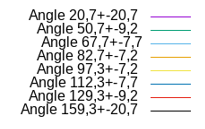 Angle 20,7+-20,7
Angle 50,7+-9,2
Angle 67,7+-7,7
Angle 82,7+-7,2
Angle 97,3+-7,2
Angle 112,3+-7,7
Angle 129,3+-9,2
Angle 159,3+-20,7